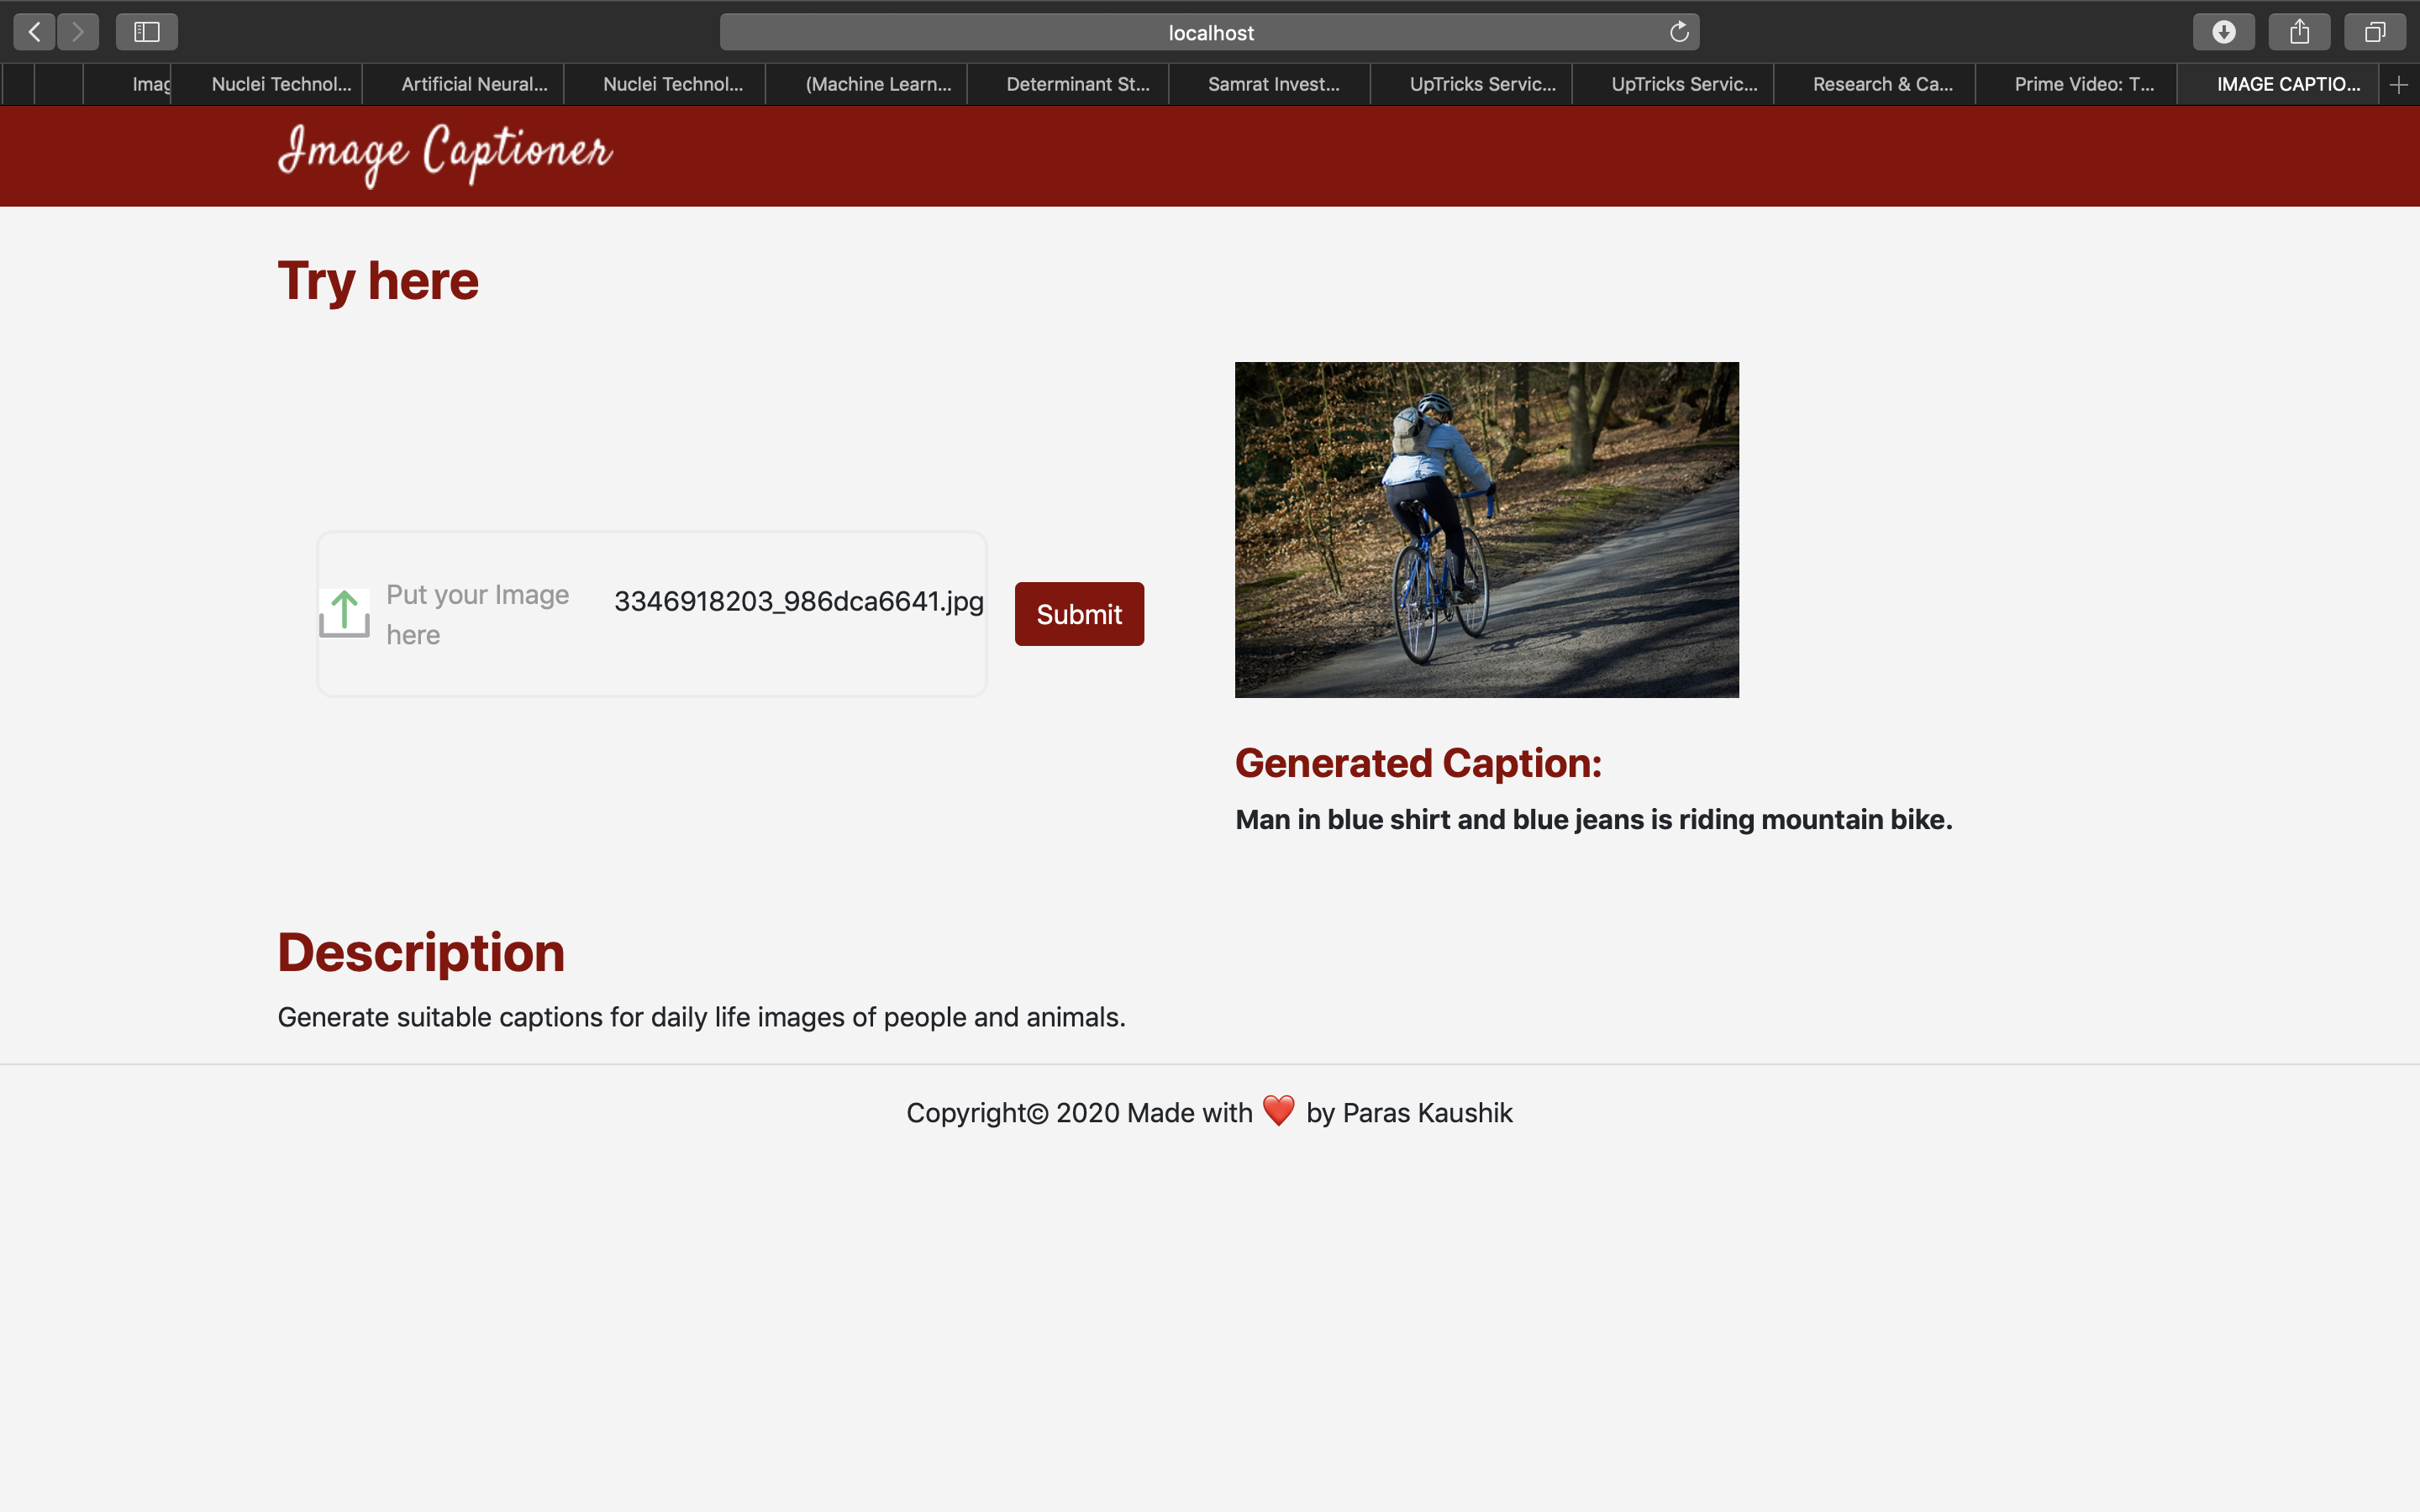 localhost
Imag
Nuclei Technol...
Artificial Neural...
Nuclei Technol...
(Machine Learn...
Determinant St...
Samrat Invest...
UpTricks Servic...
UpTricks Servic...
Research & Ca...
Prime Video: T...
IMAGE CAPTIO...
Image Captioner
Try here
Put your Image
here
3346918203_986dca6641.jpg
Submit
Generated Caption:
Man in blue shirt and blue jeans is riding mountain bike.
Description
Generate suitable captions for daily life images of people and animals.
Copyright© 2020 Made with ❤️ by Paras Kaushik